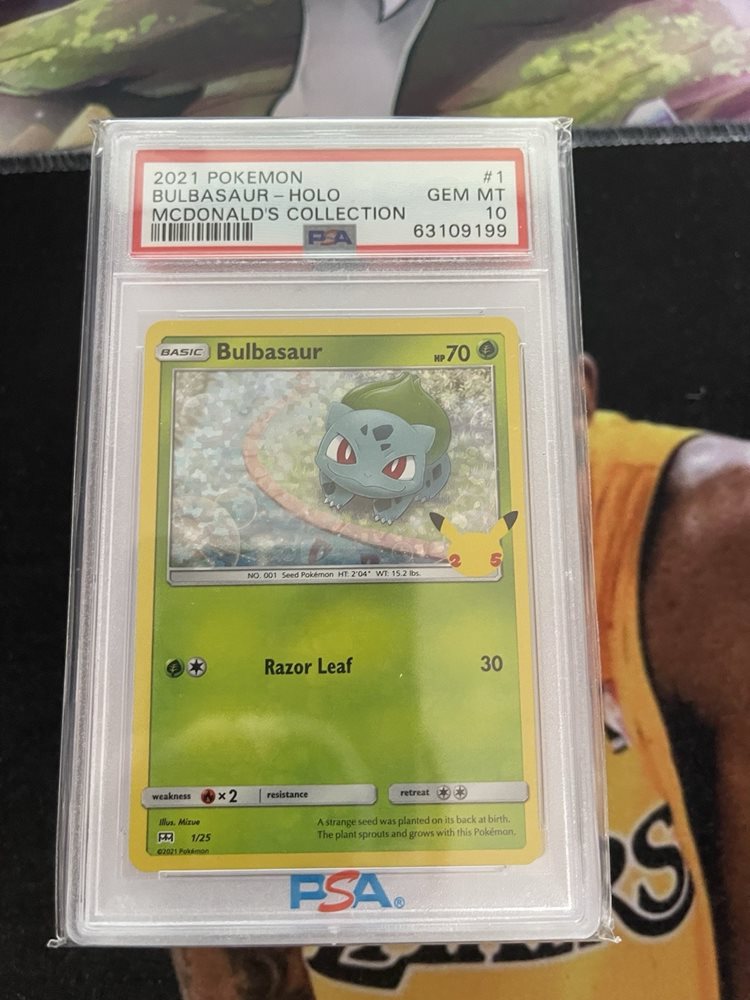 2021 POKEMON #1
BULBASAUR - HOLO GEM MT
MCDONALD'S COLLECTION 10
PSA 63109199
BASIC Bulbasaur HP 70
25
NO. 001 Seed Pokémon HT: 2'04" WT: 15.2 lbs.
Razor Leaf 30
weakness ×2 resistance retreat
Illus. Mizue
A strange seed was planted on its back at birth.
1/25 The plant sprouts and grows with this Pokémon.
©2021 Pokémon
PSA®